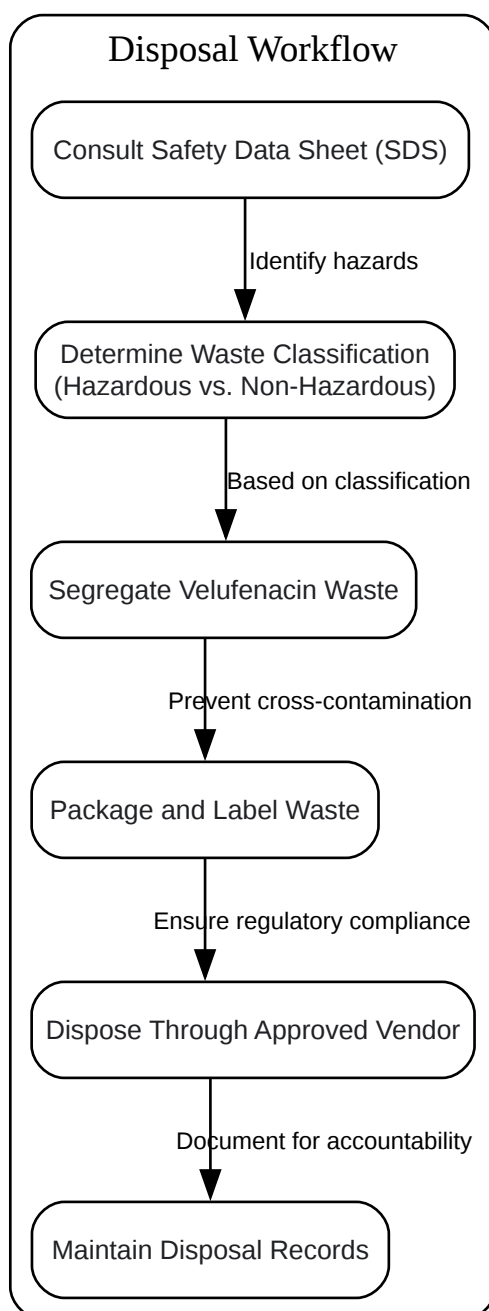 Disposal Workflow
Consult Safety Data Sheet (SDS)
Identify hazards
Determine Waste Classification
(Hazardous vs. Non-Hazardous)
Based on classification
Segregate Velufenacin Waste
Prevent cross-contamination
Package and Label Waste
Ensure regulatory compliance
Dispose Through Approved Vendor
Document for accountability
Maintain Disposal Records